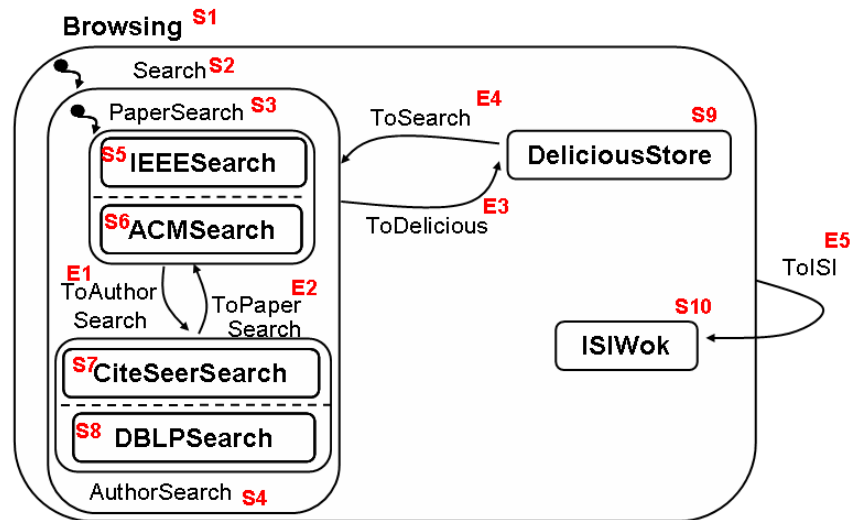 Browsing S1
Search S2
PaperSearch S3
S5 IEEESearch
S6 ACMSearch
E1
ToAuthor
Search
E2
ToPaper
Search
S7 CiteSeerSearch
S8 DBLPSearch
AuthorSearch S4
E4
ToSearch
E3
ToDelicious
S9
DeliciousStore
E5
ToISI
S10
ISIWok